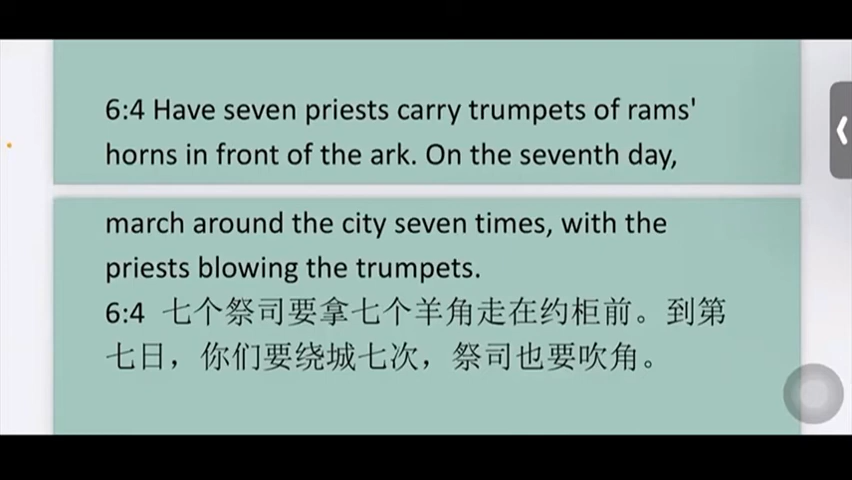 6:4 Have seven priests carry trumpets of rams'
horns in front of the ark. On the seventh day,
march around the city seven times, with the
priests blowing the trumpets.
6:4 七个祭司要拿七个羊角走在约柜前。到第
七日，你们要绕城七次，祭司也要吹角。